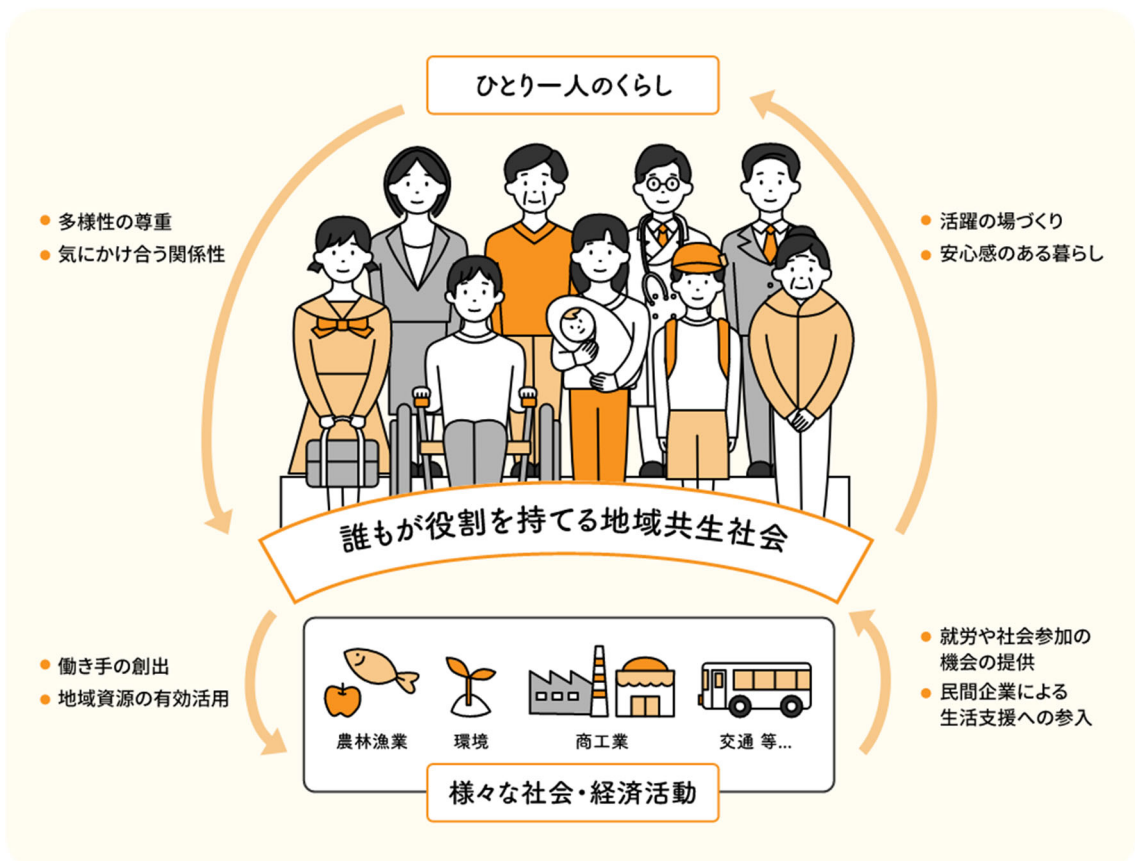 ひとり一人のくらし
多様性の尊重
気にかけ合う関係性
活躍の場づくり
安心感のある暮らし
誰もが役割を持てる地域共生社会
働き手の創出
地域資源の有効活用
就労や社会参加の
機会の提供
民間企業による
生活支援への参入
農林漁業
環境
商工業
交通 等...
様々な社会・経済活動